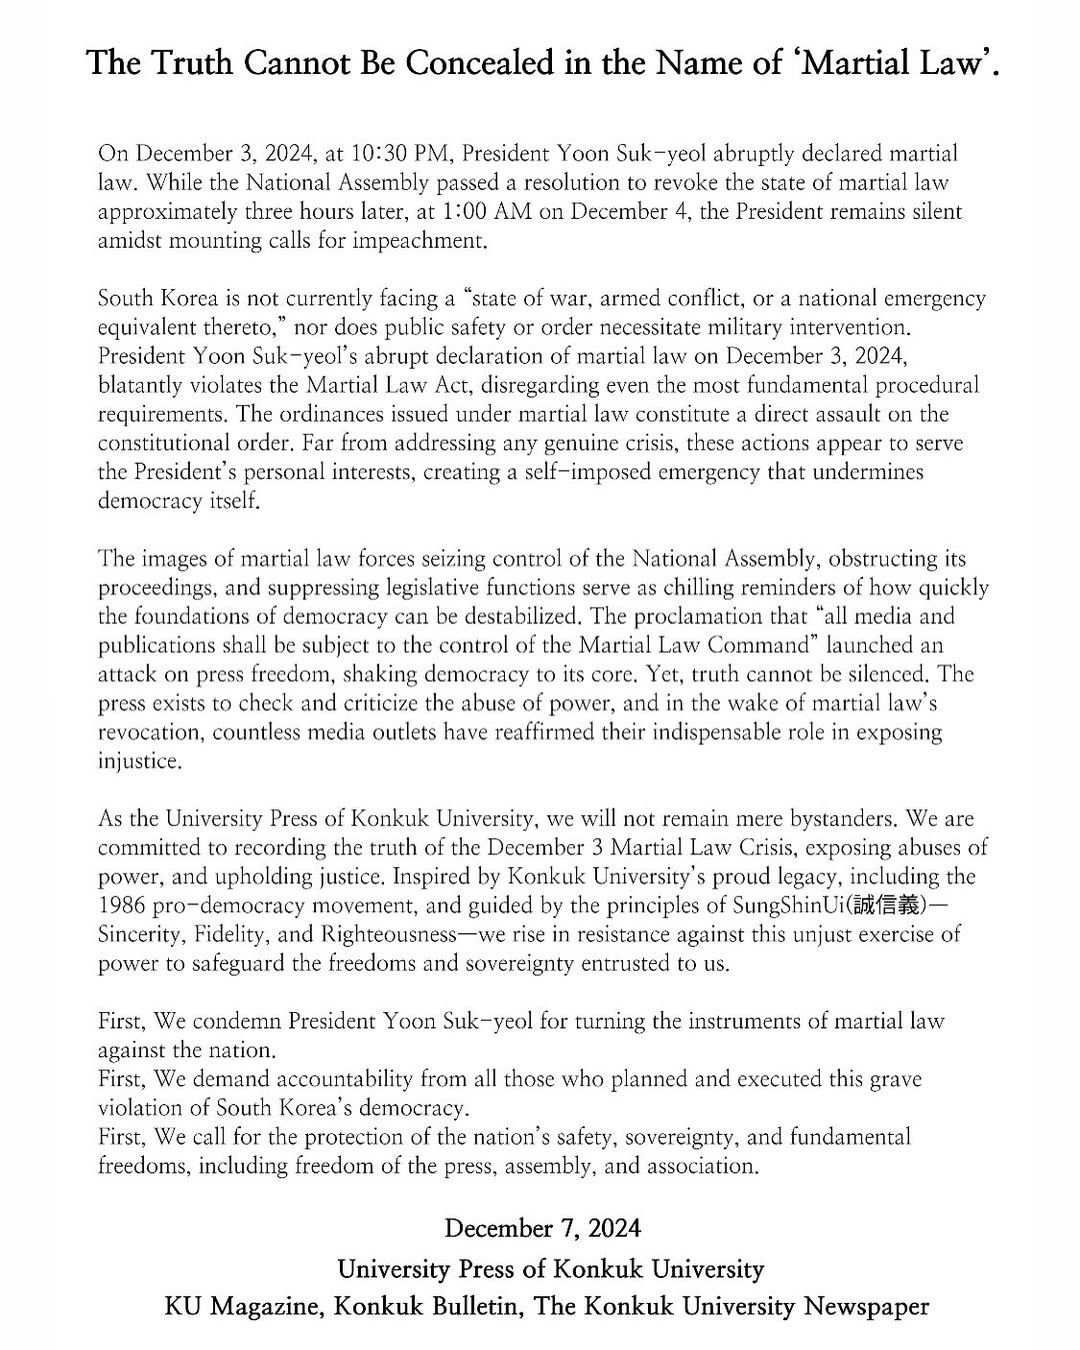 The Truth Cannot Be Concealed in the Name of ‘Martial Law’.
On December 3, 2024, at 10:30 PM, President Yoon Suk-yeol abruptly declared martial
law. While the National Assembly passed a resolution to revoke the state of martial law
approximately three hours later, at 1:00 AM on December 4, the President remains silent
amidst mounting calls for impeachment.
South Korea is not currently facing a “state of war, armed conflict, or a national emergency
equivalent thereto,” nor does public safety or order necessitate military intervention.
President Yoon Suk-yeol’s abrupt declaration of martial law on December 3, 2024,
blatantly violates the Martial Law Act, disregarding even the most fundamental procedural
requirements. The ordinances issued under martial law constitute a direct assault on the
constitutional order. Far from addressing any genuine crisis, these actions appear to serve
the President’s personal interests, creating a self-imposed emergency that undermines
democracy itself.
The images of martial law forces seizing control of the National Assembly, obstructing its
proceedings, and suppressing legislative functions serve as chilling reminders of how quickly
the foundations of democracy can be destabilized. The proclamation that “all media and
publications shall be subject to the control of the Martial Law Command” launched an
attack on press freedom, shaking democracy to its core. Yet, truth cannot be silenced. The
press exists to check and criticize the abuse of power, and in the wake of martial law’s
revocation, countless media outlets have reaffirmed their indispensable role in exposing
injustice.
As the University Press of Konkuk University, we will not remain mere bystanders. We are
committed to recording the truth of the December 3 Martial Law Crisis, exposing abuses of
power, and upholding justice. Inspired by Konkuk University’s proud legacy, including the
1986 pro-democracy movement, and guided by the principles of SungShinUi(誠信義)—
Sincerity, Fidelity, and Righteousness—we rise in resistance against this unjust exercise of
power to safeguard the freedoms and sovereignty entrusted to us.
First, We condemn President Yoon Suk-yeol for turning the instruments of martial law
against the nation.
First, We demand accountability from all those who planned and executed this grave
violation of South Korea’s democracy.
First, We call for the protection of the nation’s safety, sovereignty, and fundamental
freedoms, including freedom of the press, assembly, and association.
December 7, 2024
University Press of Konkuk University
KU Magazine, Konkuk Bulletin, The Konkuk University Newspaper